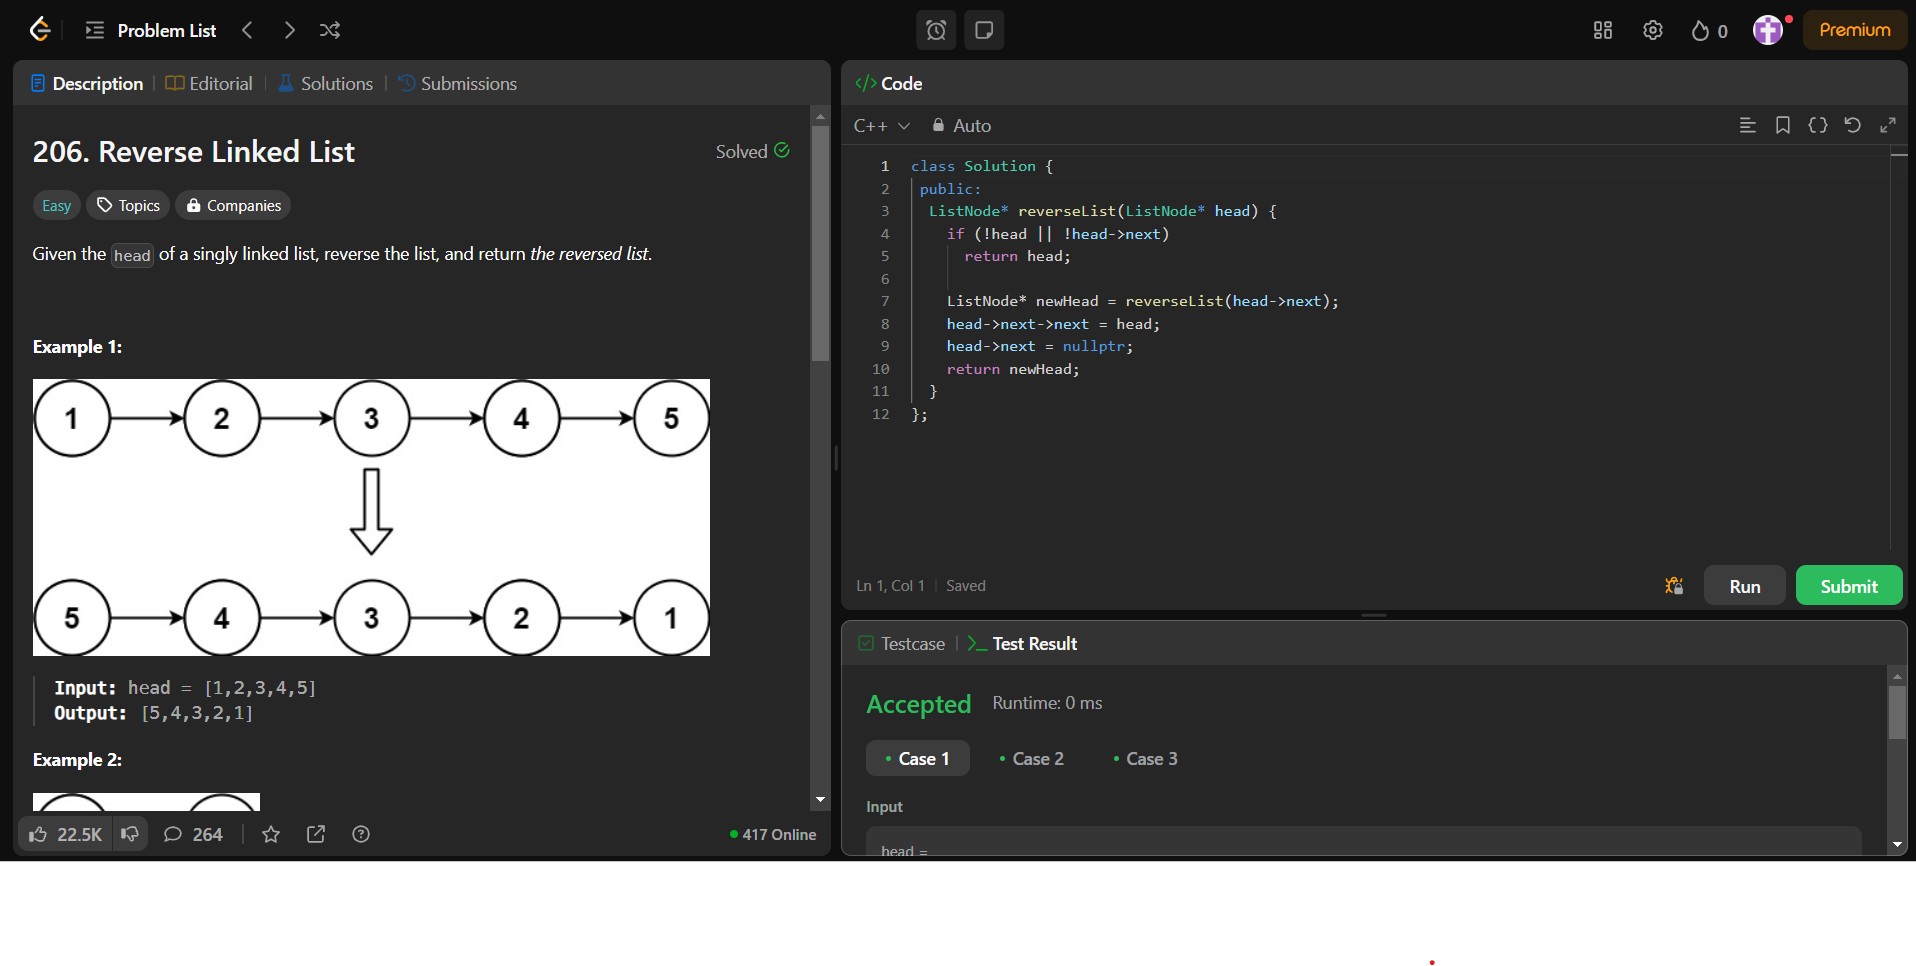 Problem List
0
Premium
Description
Editorial
Solutions
Submissions
206. Reverse Linked List
Solved
Easy
Topics
Companies
Given the head of a singly linked list, reverse the list, and return the reversed list.
Example 1:
1 2 3 4 5
5 4 3 2 1
Input: head = [1,2,3,4,5]
Output: [5,4,3,2,1]
Example 2:
22.5K
264
417 Online
</> Code
C++
Auto
1 class Solution {
2 public:
3 ListNode* reverseList(ListNode* head) {
4 if (!head || !head->next)
5 return head;
6
7 ListNode* newHead = reverseList(head->next);
8 head->next->next = head;
9 head->next = nullptr;
10 return newHead;
11 }
12 };
Ln 1, Col 1
Saved
Run
Submit
Testcase
Test Result
Accepted
Runtime: 0 ms
Case 1
Case 2
Case 3
Input
head =